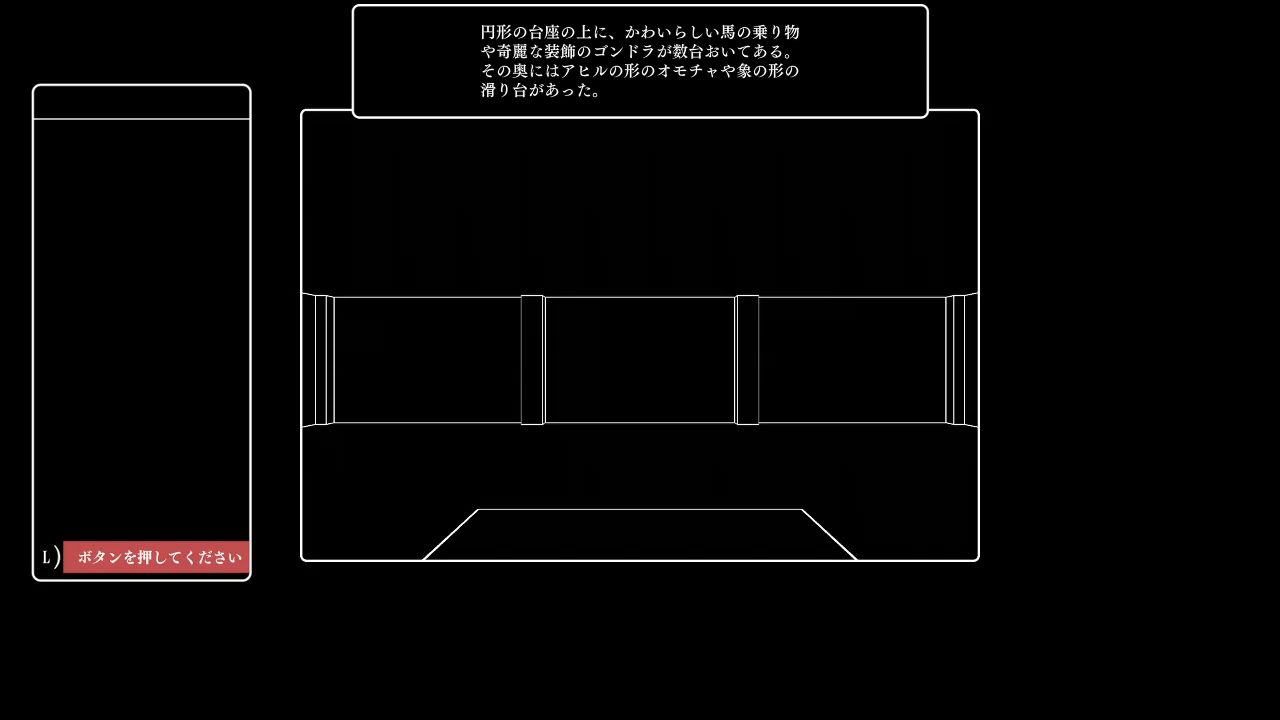 円形の台座の上に、かわいらしい馬の乗り物
や奇麗な装飾のゴンドラが数台おいてある。
その奥にはアヒルの形のオモチャや象の形の
滑り台があった。
L) ボタンを押してください